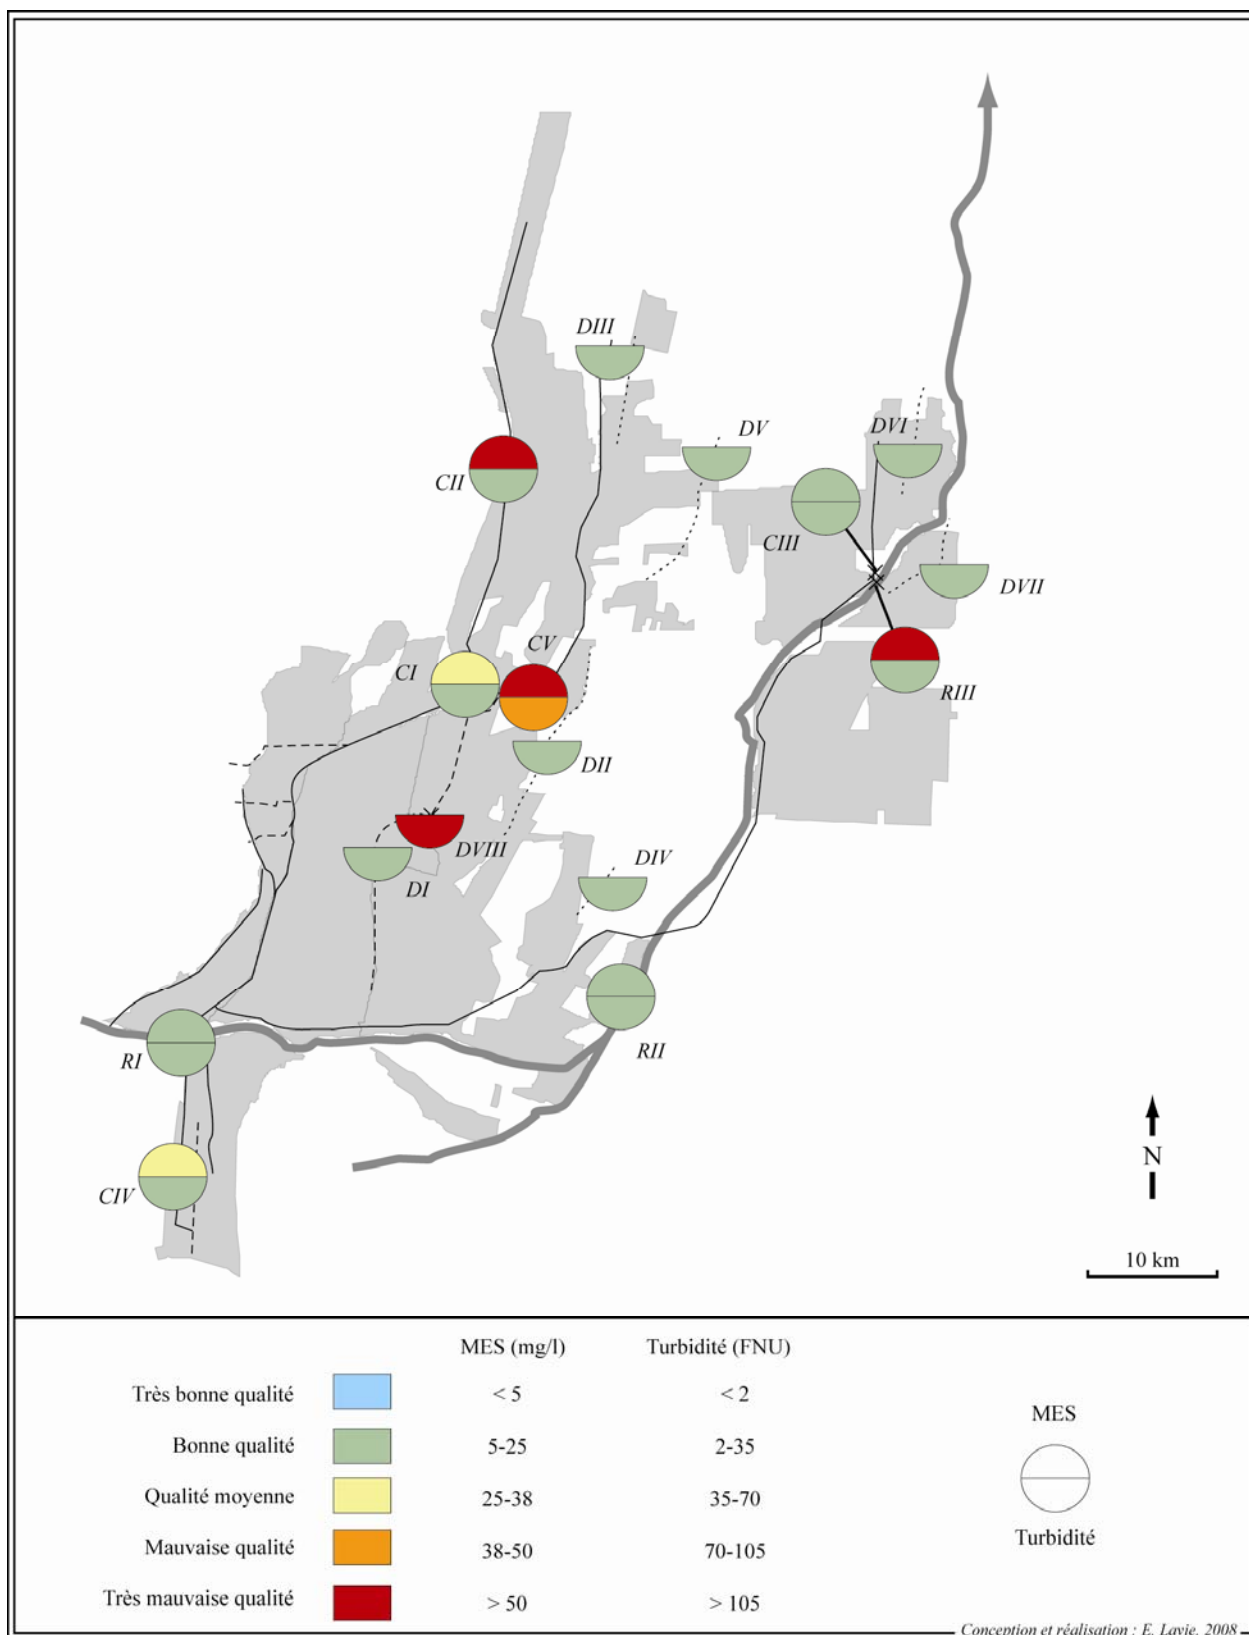 DIII
DV
DVI
CII
CIII
DVII
CV
CI
RIII
DII
DVIII
DIV
DI
RII
RI
CIV
N
10 km
MES (mg/l) Turbidité (FNU)
Très bonne qualité < 5 < 2
Bonne qualité 5-25 2-35
Qualité moyenne 25-38 35-70
Mauvaise qualité 38-50 70-105
Très mauvaise qualité > 50 > 105
MES
Turbidité
Conception et réalisation : E. Lavie, 2008